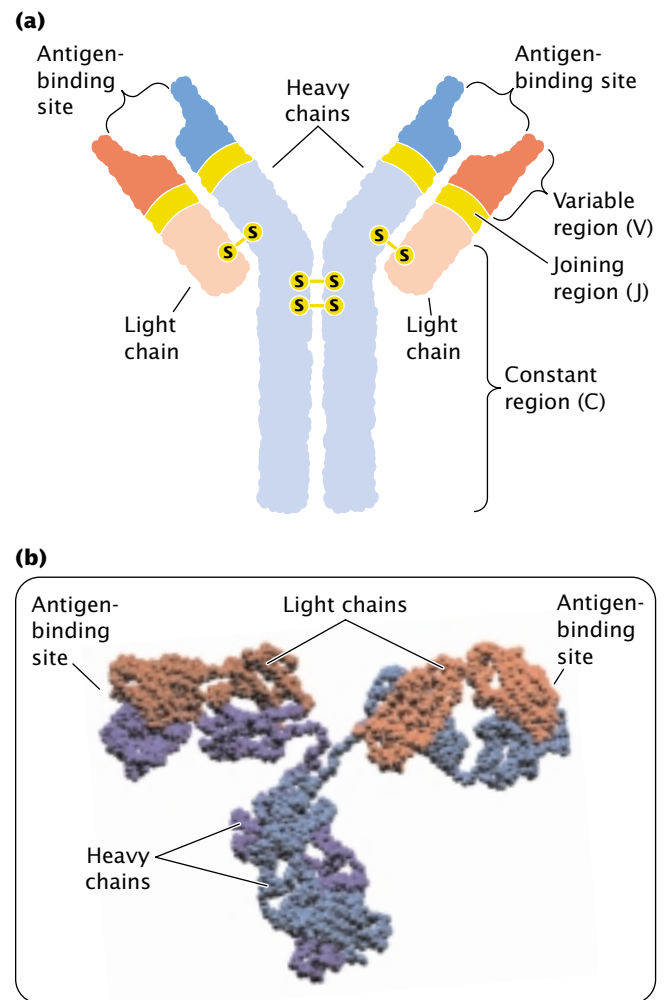 (a)
Antigen-
binding
site
Heavy
chains
Antigen-
binding site
Variable
region (V)
Joining
region (J)
S
S
S
S
S
S
S
S
Light
chain
Light
chain
Constant
region (C)
(b)
Antigen-
binding
site
Light chains
Antigen-
binding
site
Heavy
chains